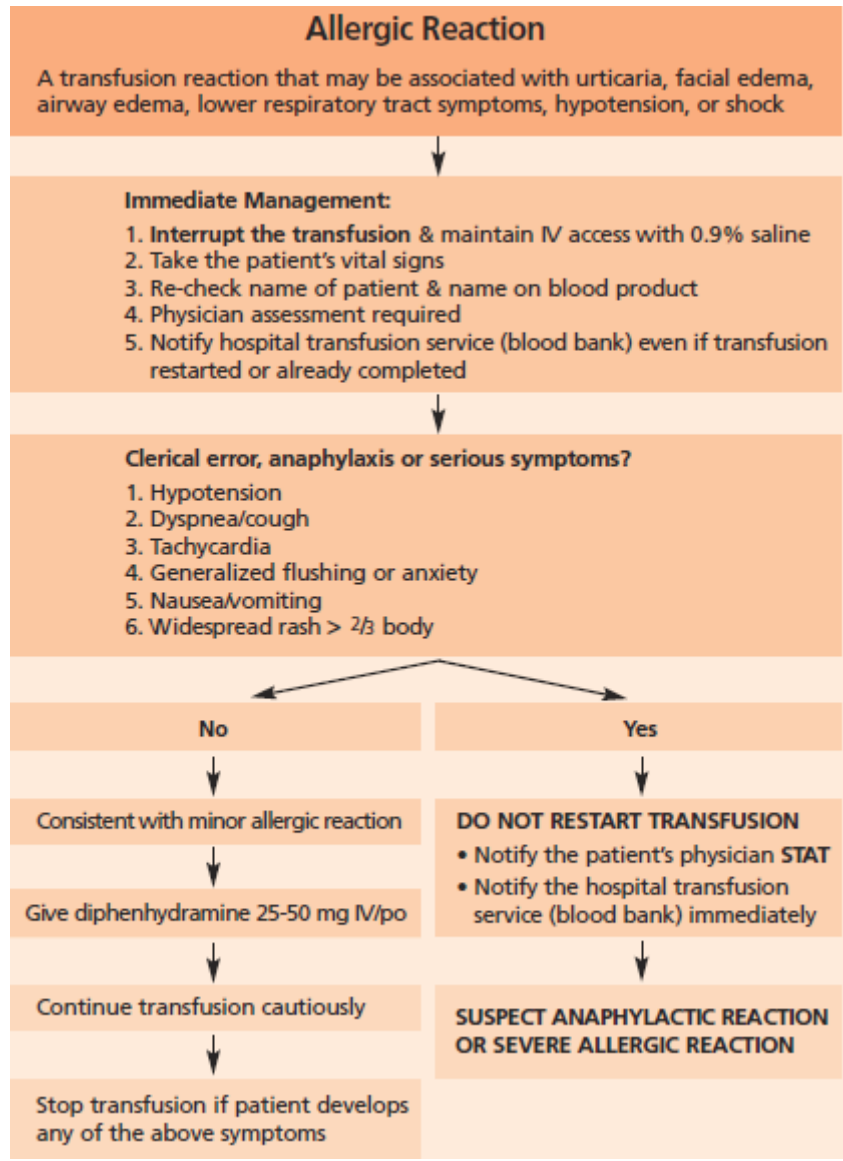 Allergic Reaction
A transfusion reaction that may be associated with urticaria, facial edema,
airway edema, lower respiratory tract symptoms, hypotension, or shock
Immediate Management:
1. Interrupt the transfusion & maintain IV access with 0.9% saline
2. Take the patient's vital signs
3. Re-check name of patient & name on blood product
4. Physician assessment required
5. Notify hospital transfusion service (blood bank) even if transfusion
restarted or already completed
Clerical error, anaphylaxis or serious symptoms?
1. Hypotension
2. Dyspnea/cough
3. Tachycardia
4. Generalized flushing or anxiety
5. Nausea/vomiting
6. Widespread rash > 2/3 body
No
Consistent with minor allergic reaction
Give diphenhydramine 25-50 mg IV/po
Continue transfusion cautiously
Stop transfusion if patient develops
any of the above symptoms
Yes
DO NOT RESTART TRANSFUSION
• Notify the patient's physician STAT
• Notify the hospital transfusion
service (blood bank) immediately
SUSPECT ANAPHYLACTIC REACTION
OR SEVERE ALLERGIC REACTION